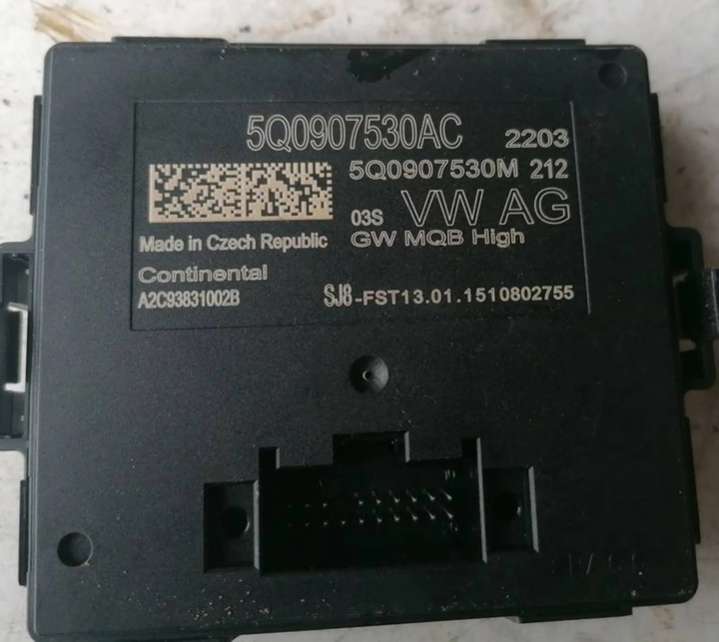 5Q0907530AC 2203
5Q0907530M 212
03S VW AG
Made in Czech Republic GW MQB High
Continental
A2C93831002B SJ8-FST13.01.1510802755